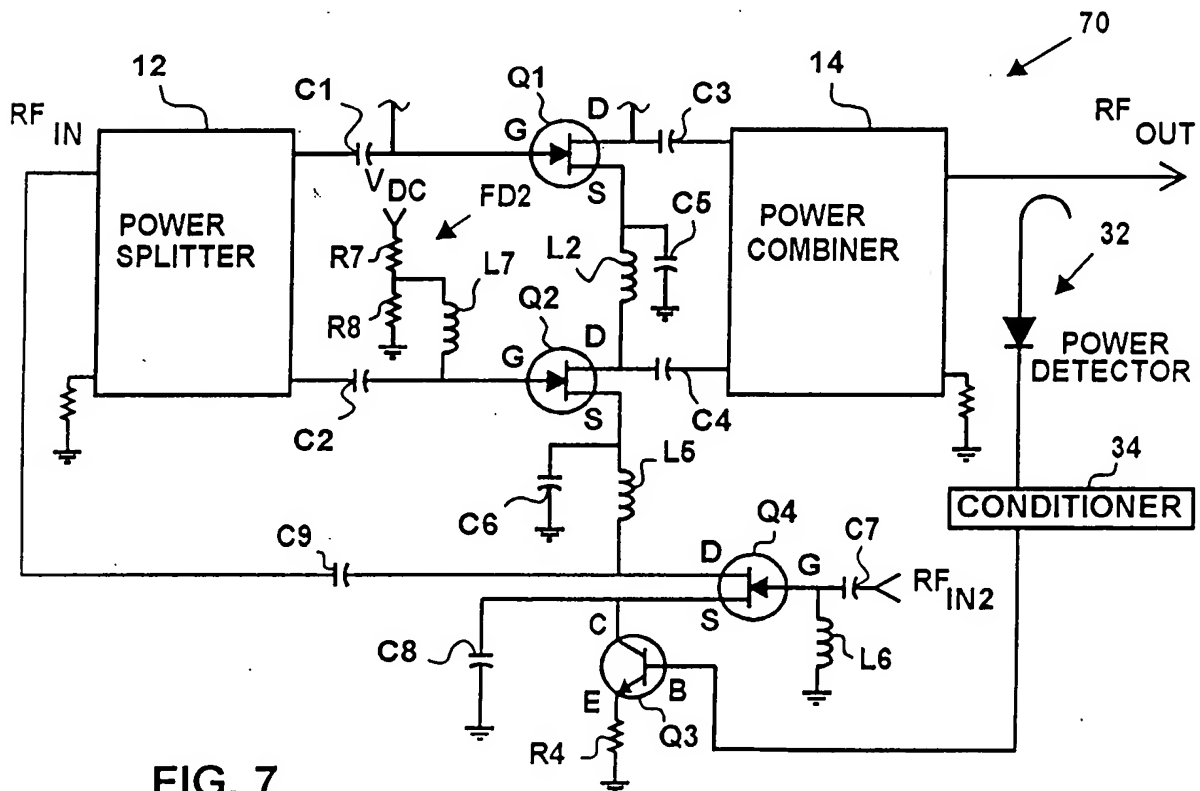 70
12
14
C1
Q1
D
C3
RF IN
RF OUT
G
S
VDC
FD2
C5
POWER
SPLITTER
POWER
COMBINER
32
R7
L7
L2
Q2
R8
D
G
POWER
DETECTOR
S
C2
C4
L5
34
CONDITIONER
C6
Q4
C7
C9
D
G
RF IN2
S
C
C8
L6
E
B
Q3
R4
FIG. 7